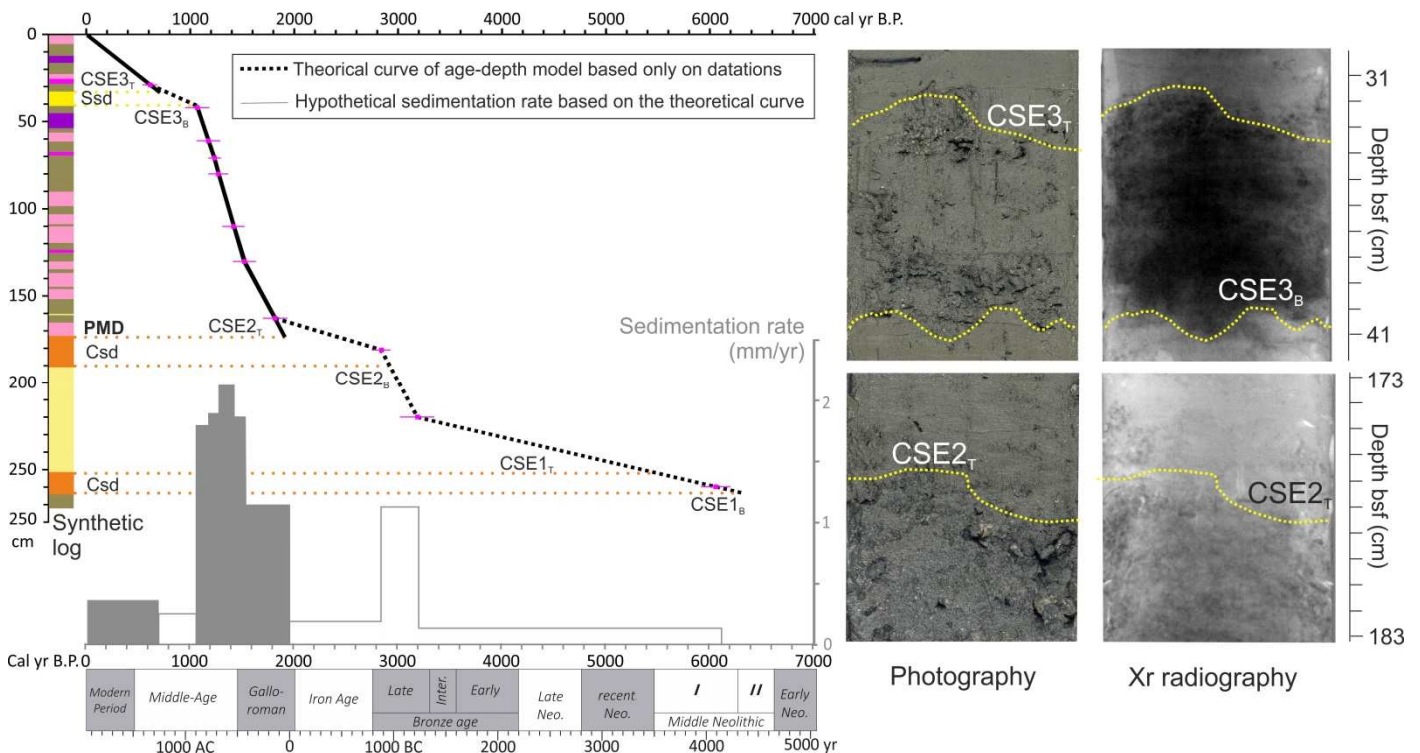 0 1000 2000 3000 4000 5000 6000 7000 cal yr B.P.
0
50
100
150
200
250
250
cm
Theorical curve of age-depth model based only on datations
Hypothetical sedimentation rate based on the theoretical curve
CSE3T
Ssd
CSE3B
PMD
CSE2T
Csd
CSE2B
CSE1T
Csd
CSE1B
Synthetic
log
Sedimentation rate
(mm/yr)
2
1
0
Cal yr B.P. 0 1000 2000 3000 4000 5000 6000 7000
Modern
Period
Middle-Age
Gallo-
roman
Iron Age
Late
Inter.
Early
Bronze age
Late
Neo.
recent
Neo.
I
II
Middle Neolithic
Early
Neo.
1000 AC 0 1000 BC 2000 3000 4000 5000 yr
CSE3T
CSE3B
31
Depth bsf (cm)
41
CSE2T
CSE2T
173
Depth bsf (cm)
183
Photography
Xr radiography